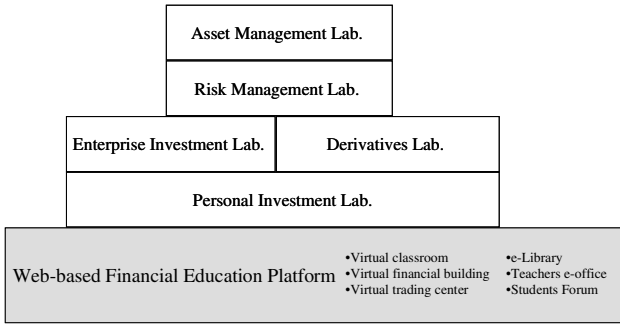 Asset Management Lab.
Risk Management Lab.
Enterprise Investment Lab.
Derivatives Lab.
Personal Investment Lab.
Web-based Financial Education Platform
•Virtual classroom
•Virtual financial building
•Virtual trading center
•e-Library
•Teachers e-office
•Students Forum